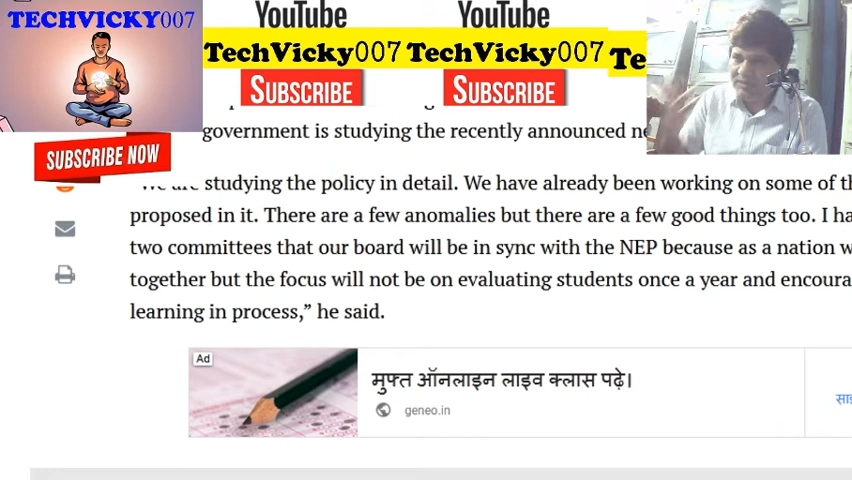 TECHVICKY007
YouTube
YouTube
TechVicky007 TechVicky007 Te
SUBSCRIBE
SUBSCRIBE
government is studying the recently announced
SUBSCRIBE NOW
"We are studying the policy in detail. We have already been working on some of
proposed in it. There are a few anomalies but there are a few good things too. I
two committees that our board will be in sync with the NEP because as a nation
together but the focus will not be on evaluating students once a year and
learning in process,” he said.
Ad
मुफ्त ऑनलाइन लाइव क्लास पढ़े।
geneo.in